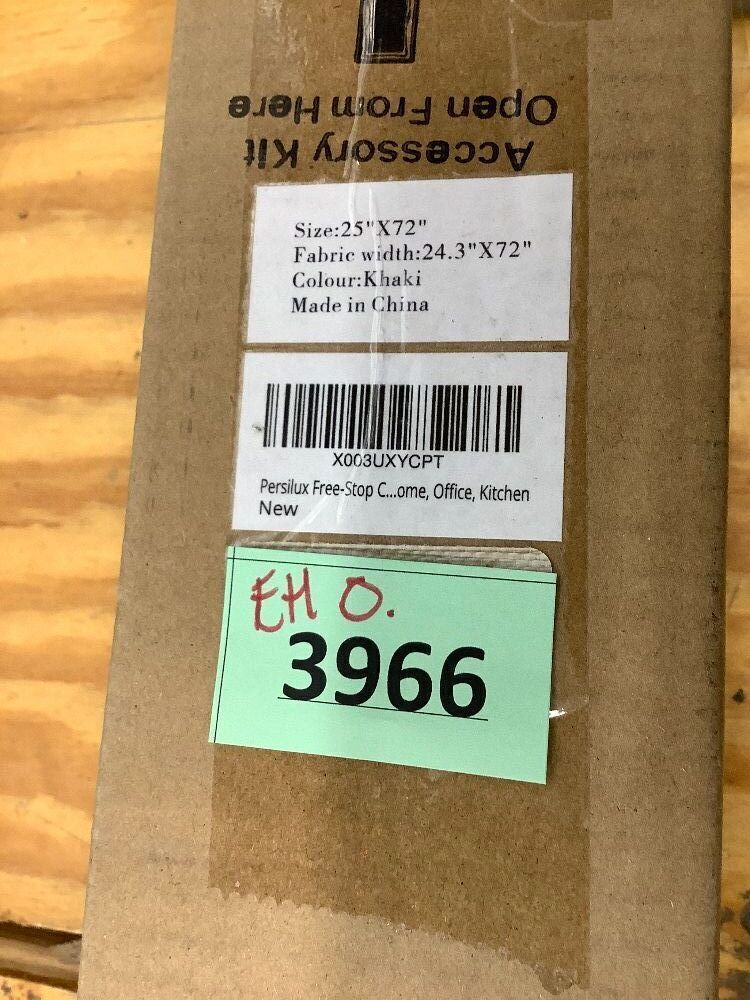 Accessory Kit
Open From Here
Size:25"X72"
Fabric width:24.3"X72"
Colour:Khaki
Made in China
X003UXYCPT
Persilux Free-Stop C...ome, Office, Kitchen
New
EH O.
3966